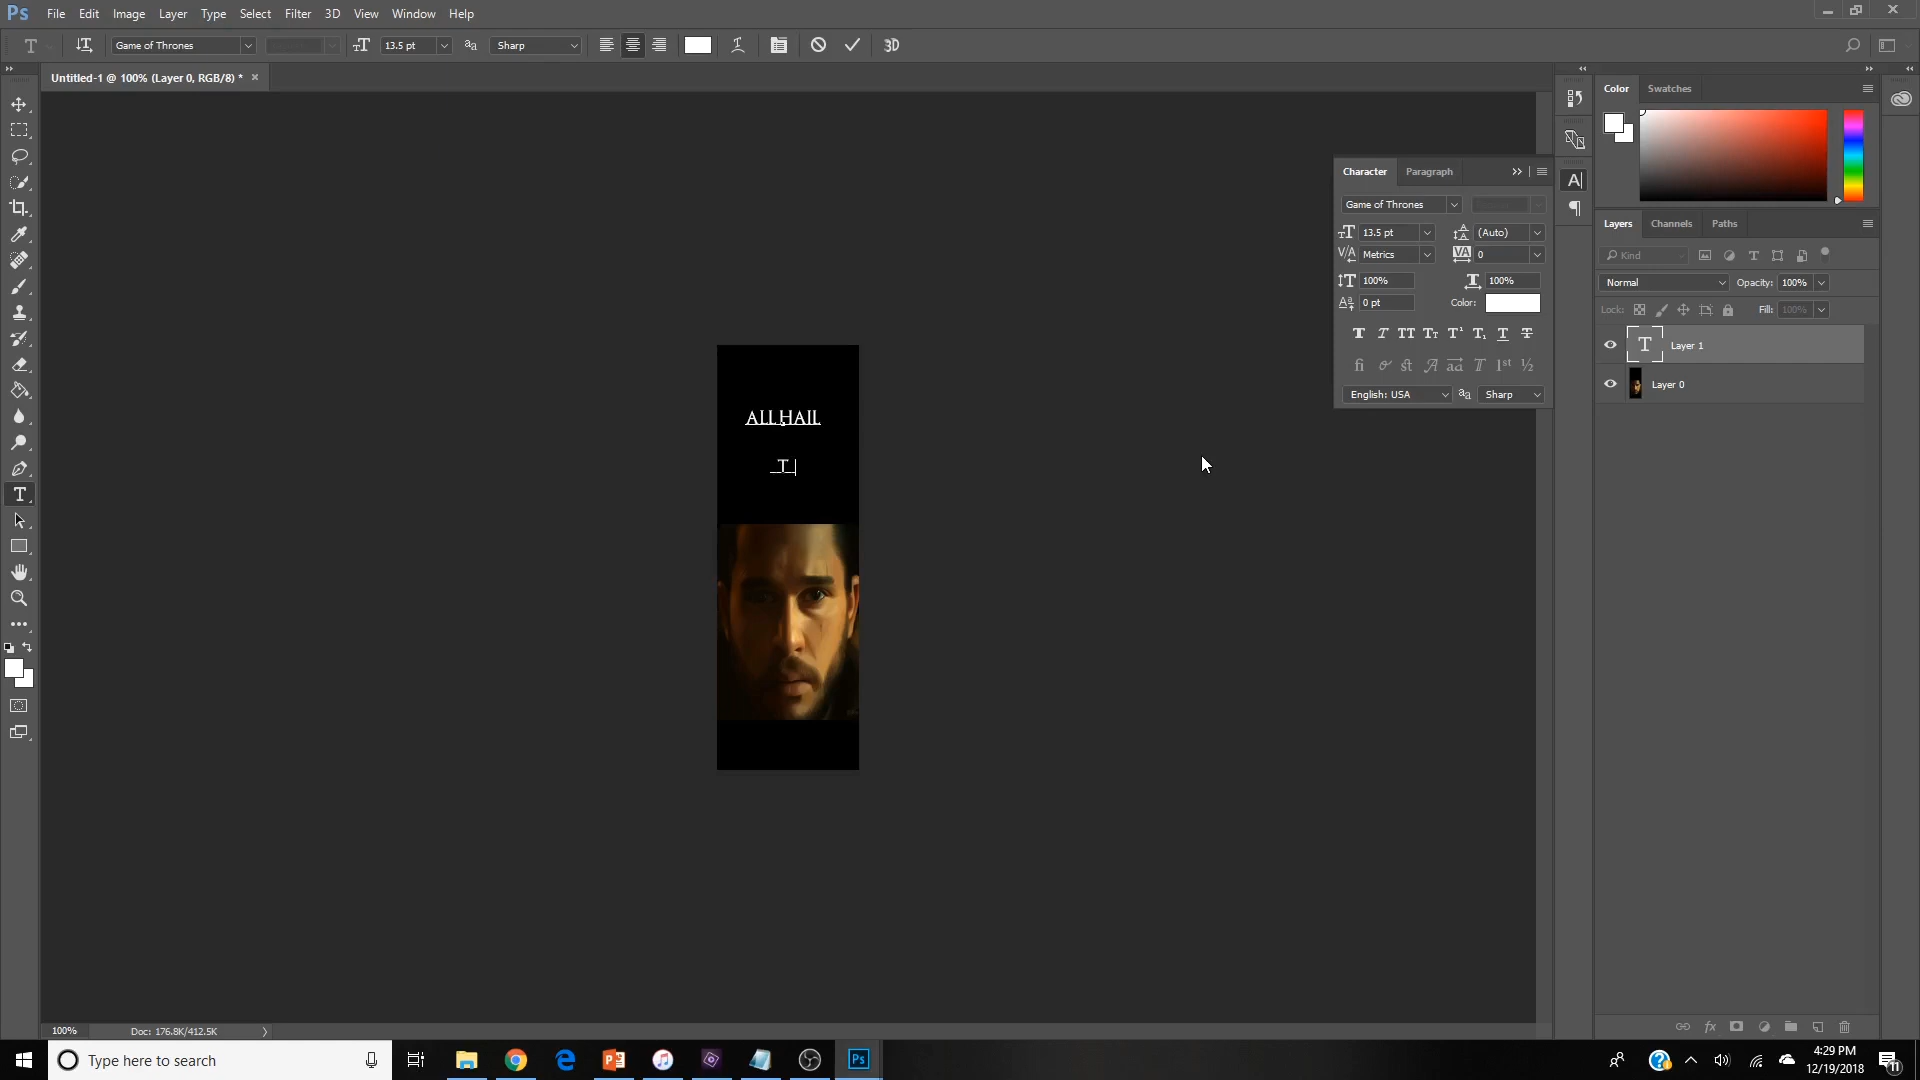 Ps File Edit Image Layer Type Select Filter 3D View Window Help
T Game of Thrones 13.5 pt Sharp 3D
Untitled-1 @ 100% (Layer 0, RGB/8) * ×
Color Swatches
Character Paragraph
Game of Thrones
13.5 pt (Auto)
Metrics 0
100% 100%
0 pt Color:
English: USA Sharp
Layers Channels Paths
Kind
Normal Opacity: 100%
Lock: Fill: 100%
Layer 1
Layer 0
ALL HAIL
T
100% Doc: 176.8K/412.5K
Type here to search
4:29 PM
12/19/2018
11